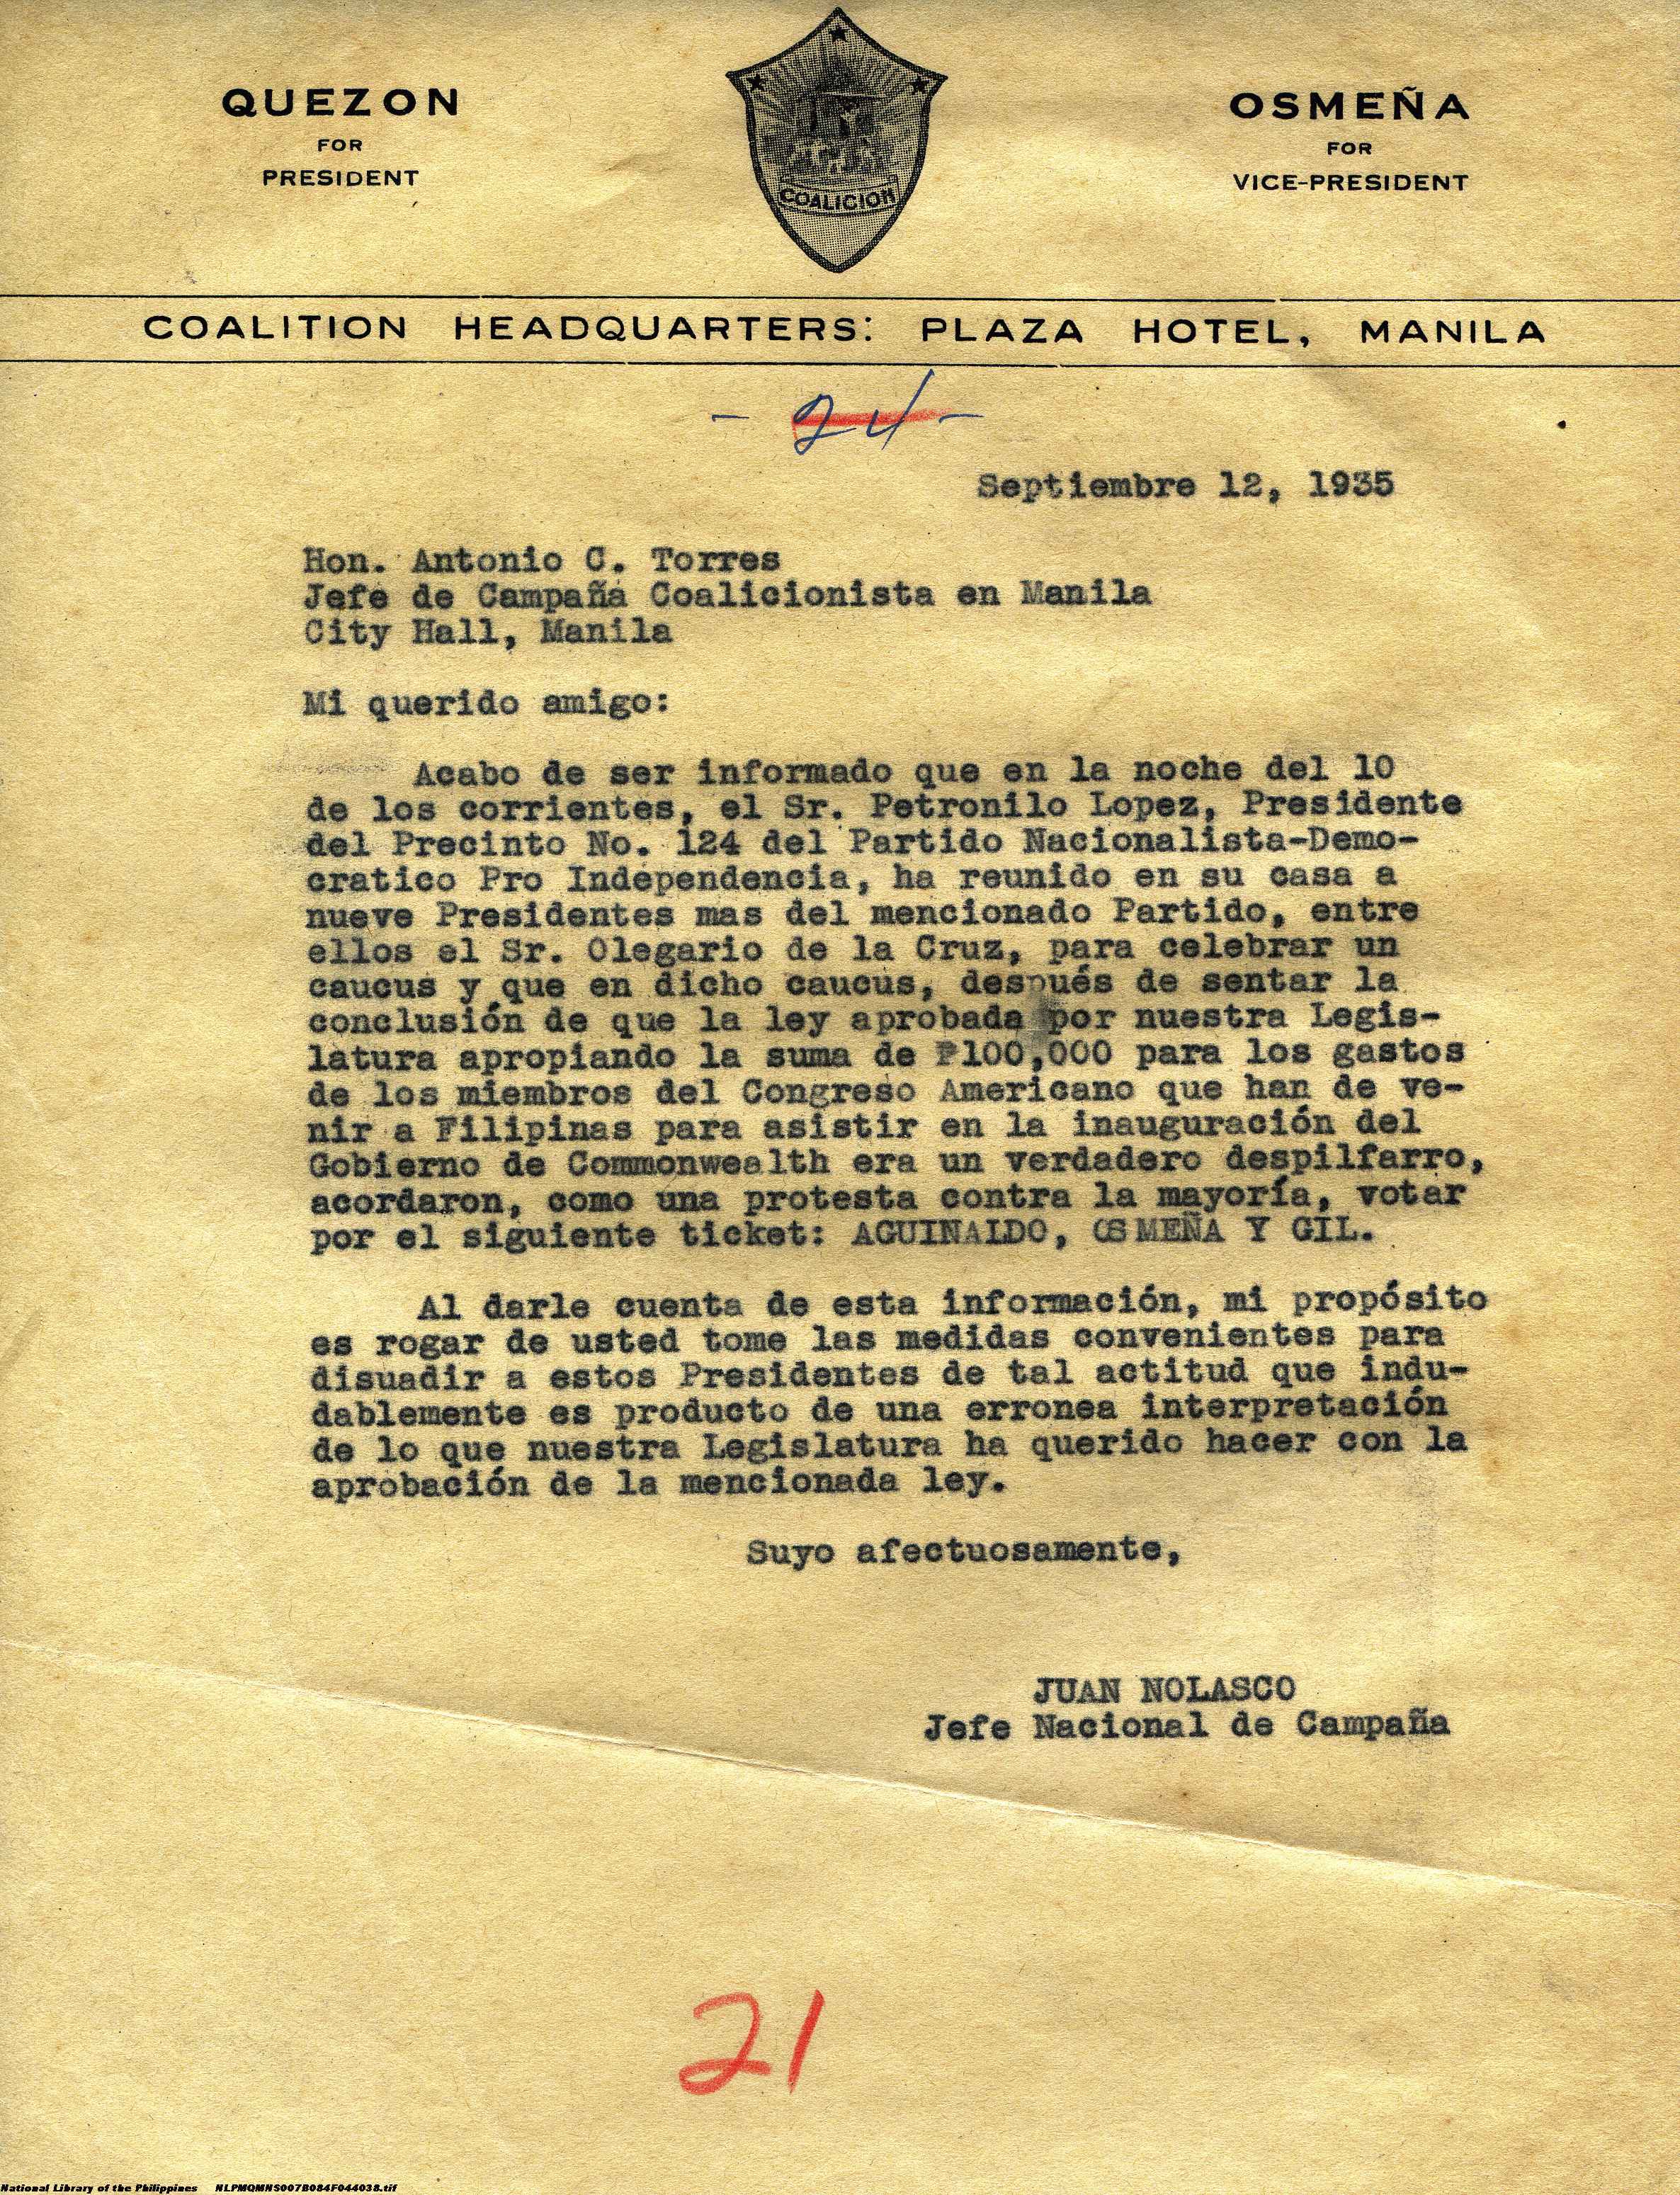 QUEZON
FOR
PRESIDENT
COALICION
OSMEÑA
FOR
VICE-PRESIDENT
COALITION HEADQUARTERS: PLAZA HOTEL, MANILA
- 24 -
Septiembre 12, 1935
Hon. Antonio C. Torres
Jefe de Campaña Coalicionista en Manila
City Hall, Manila
Mi querido amigo:
Acabo de ser informado que en la noche del 10
de los corrientes, el Sr. Petronilo Lopez, Presidente
del Precinto No. 124 del Partido Nacionalista-Demo-
cratico Pro Independencia, ha reunido en su casa a
nueve Presidentes mas del mencionado Partido, entre
ellos el Sr. Olegario de la Cruz, para celebrar un
caucus y que en dicho caucus, después de sentar la
conclusión de que la ley aprobada por nuestra Legis-
latura apropiando la suma de ₱100,000 para los gastos
de los miembros del Congreso Americano que han de ve-
nir a Filipinas para asistir en la inauguración del
Gobierno de Commonwealth era un verdadero despilfarro,
acordaron, como una protesta contra la mayoría, votar
por el siguiente ticket: AGUINALDO, OSMEÑA Y GIL.
Al darle cuenta de esta información, mi propósito
es rogar de usted tome las medidas convenientes para
disuadir a estos Presidentes de tal actitud que indu-
dablemente es producto de una erronea interpretación
de lo que nuestra Legislatura ha querido hacer con la
aprobación de la mencionada ley.
Suyo afectuosamente,
JUAN NOLASCO
Jefe Nacional de Campaña
21
National Library of the Philippines NLPMQMNS007B084F044038.tif